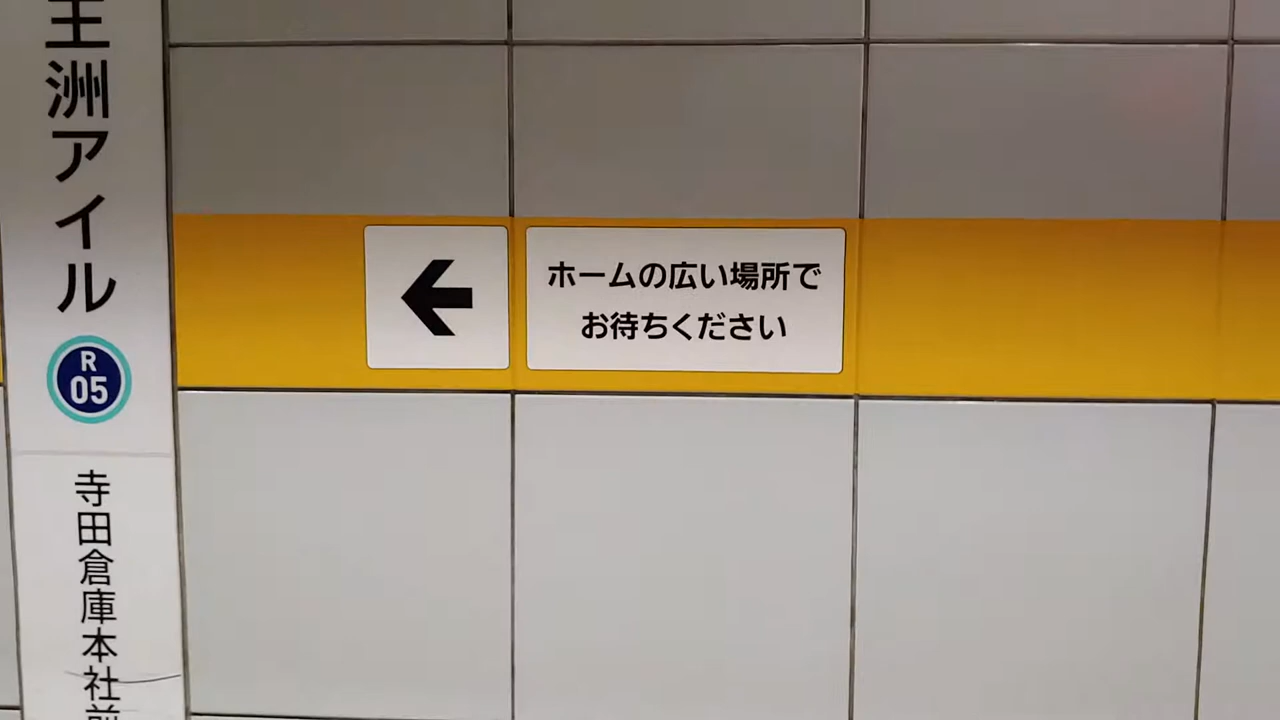 王洲アイル
R
05
寺田倉庫本社前
ホームの広い場所で
お待ちください